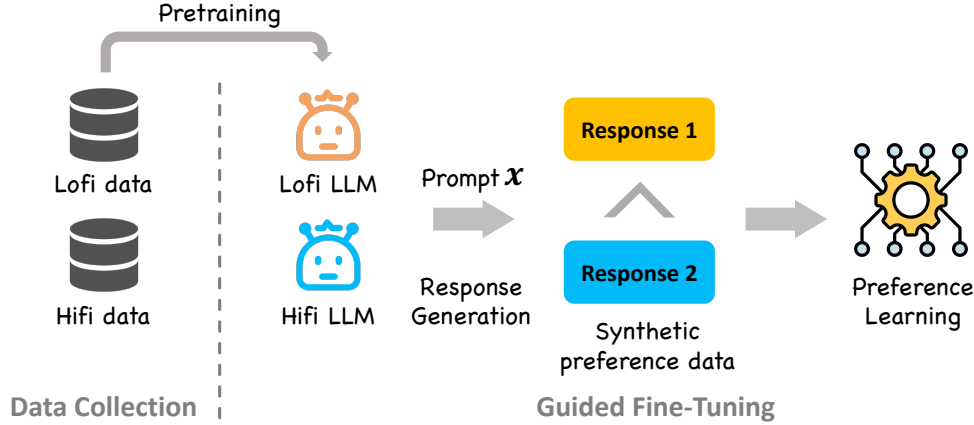 Pretraining
Lofi data
Lofi LLM
Hifi data
Hifi LLM
Prompt x
Response
Generation
Response 1
Response 2
Synthetic
preference data
Preference
Learning
Data Collection
Guided Fine-Tuning